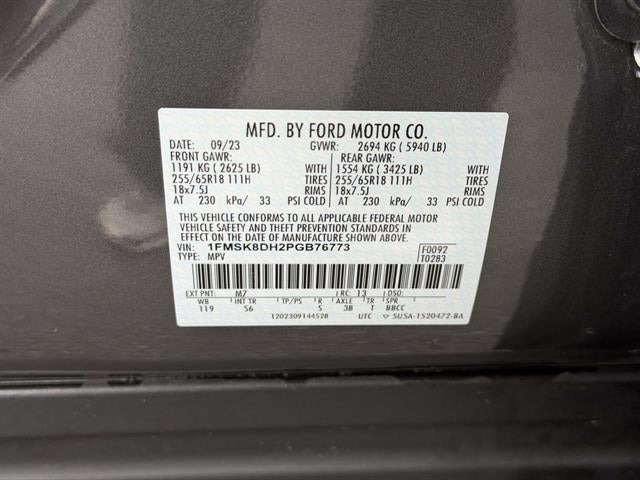 MFD. BY FORD MOTOR CO.
DATE: 09/23 GVWR: 2694 KG ( 5940 LB)
FRONT GAWR: REAR GAWR:
1191 KG ( 2625 LB) WITH 1554 KG ( 3425 LB) WITH
255/65R18 111H TIRES 255/65R18 111H TIRES
18x7.5J RIMS 18x7.5J RIMS
AT 230 kPa/ 33 PSI COLD AT 230 kPa/ 33 PSI COLD
THIS VEHICLE CONFORMS TO ALL APPLICABLE FEDERAL MOTOR
VEHICLE SAFETY AND THEFT PREVENTION STANDARDS IN
EFFECT ON THE DATE OF MANUFACTURE SHOWN ABOVE.
VIN: 1FMSK8DH2PGB76773 F0092
TYPE: MPV T0283
EXT PNT: M7 RC: 13 DSO:
WB INT TR TP/PS R AXLE TR SPR
119 S6 S 3B T BBCC
1202309144528 UTC ▽ 5USA-1520472-BA